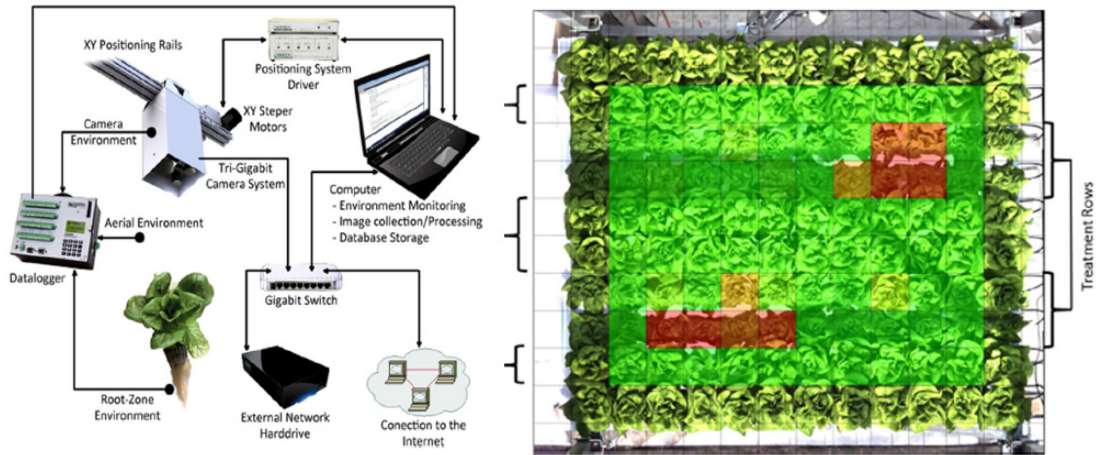 XY Positioning Rails
Positioning System
Driver
XY Steper
Motors
Camera
Environment
Tri-Gigabit
Camera System
Computer
- Environment Monitoring
- Image collection/Processing
- Database Storage
Aerial Environment
Datalogger
Gigabit Switch
Root-Zone
Environment
External Network
Harddrive
Conection to the
Internet
Treatment Rows